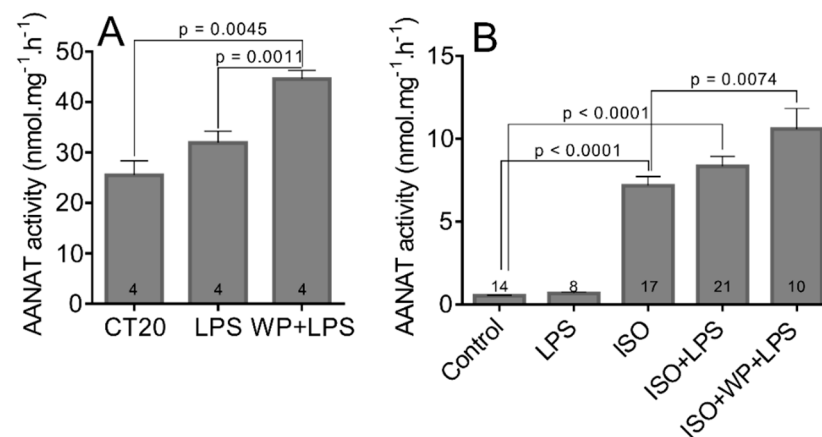 A
AANAT activity (nmol.mg⁻¹.h⁻¹)
50
40
30
20
10
0
p = 0.0045
p = 0.0011
4
4
4
CT20
LPS
WP+LPS
B
AANAT activity (nmol.mg⁻¹.h⁻¹)
15
10
5
0
p = 0.0074
p < 0.0001
p < 0.0001
14
8
17
21
10
Control
LPS
ISO
ISO+LPS
ISO+WP+LPS